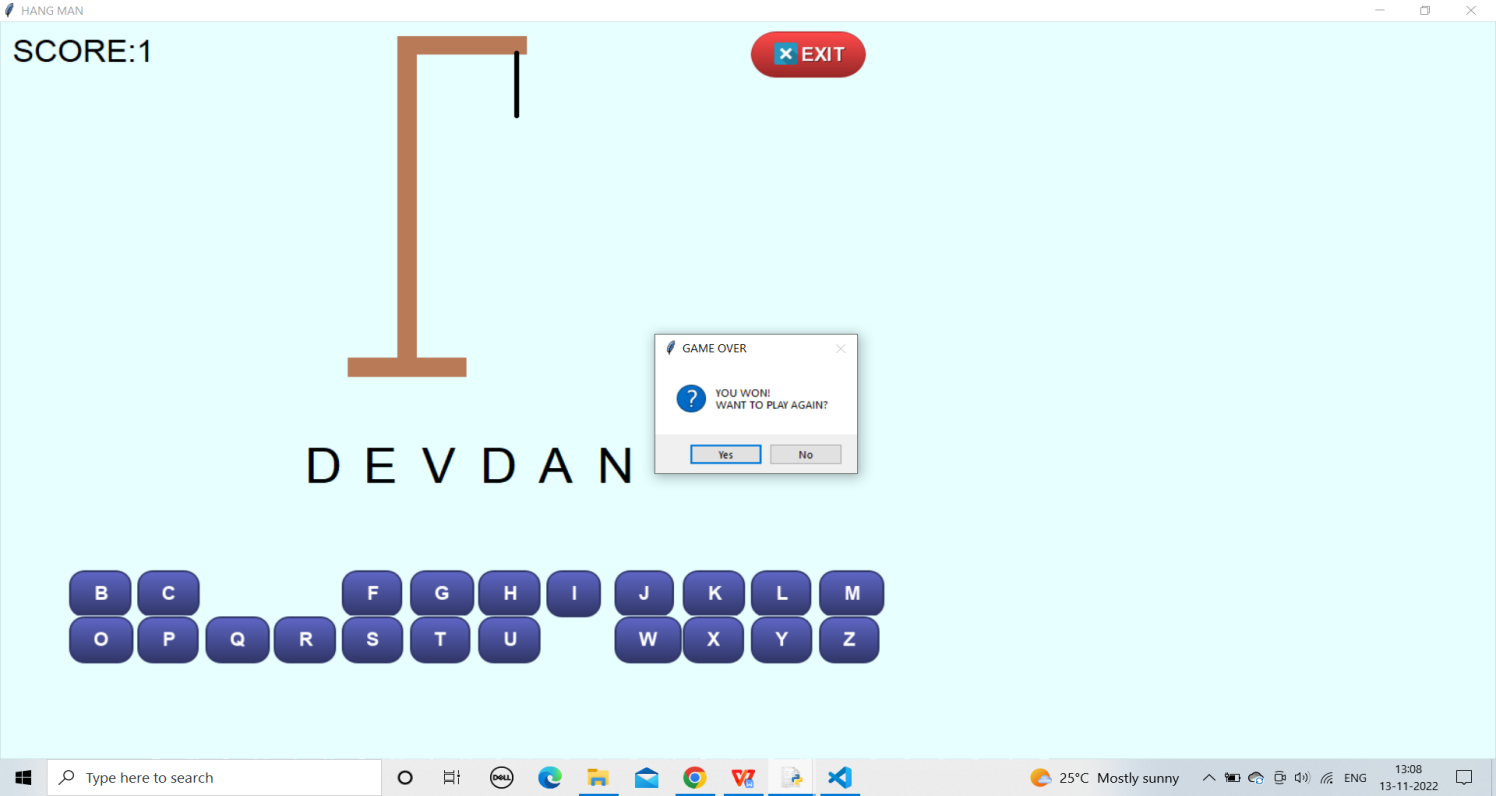 HANG MAN
SCORE:1
EXIT
GAME OVER
YOU WON!
WANT TO PLAY AGAIN?
Yes No
D E V D A N
B C F G H I J K L M
O P Q R S T U W X Y Z
Type here to search
DELL
25°C Mostly sunny
ENG
13:08
13-11-2022